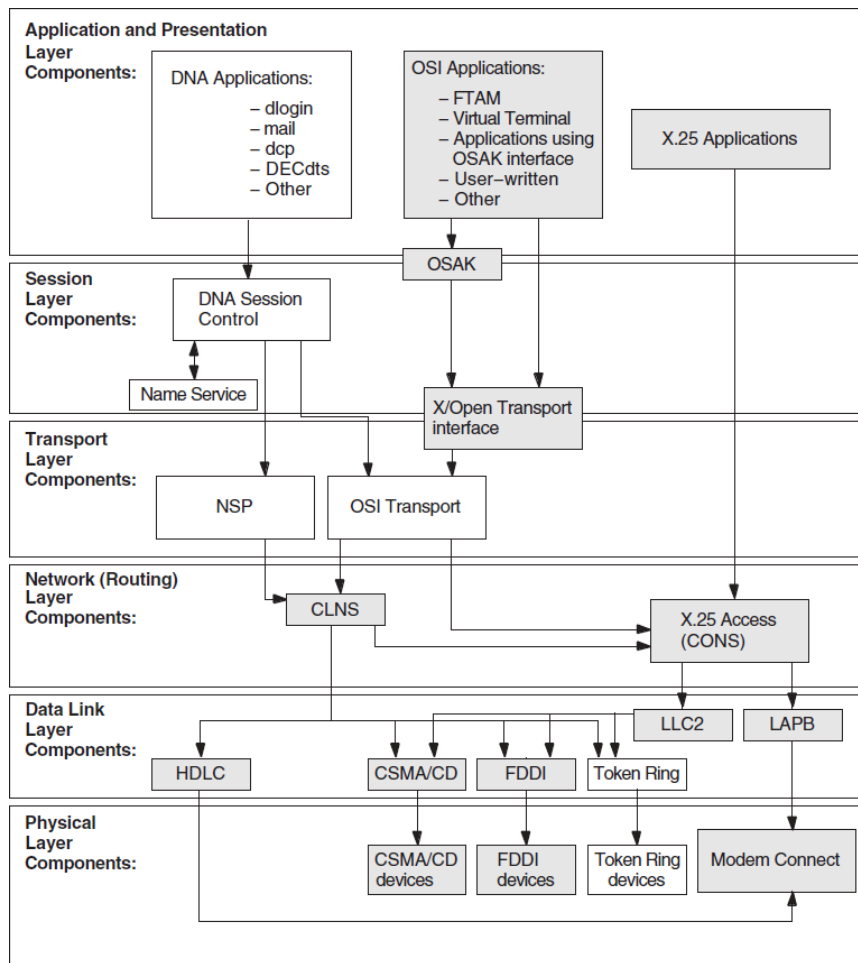 Application and Presentation
Layer
Components:
DNA Applications:
– dlogin
– mail
– dcp
– DECdts
– Other
OSI Applications:
– FTAM
– Virtual Terminal
– Applications using
OSAK interface
– User–written
– Other
X.25 Applications
OSAK
Session
Layer
Components:
DNA Session
Control
Name Service
X/Open Transport
interface
Transport
Layer
Components:
NSP
OSI Transport
Network (Routing)
Layer
Components:
CLNS
X.25 Access
(CONS)
Data Link
Layer
Components:
LLC2
LAPB
HDLC
CSMA/CD
FDDI
Token Ring
Physical
Layer
Components:
CSMA/CD
devices
FDDI
devices
Token Ring
devices
Modem Connect